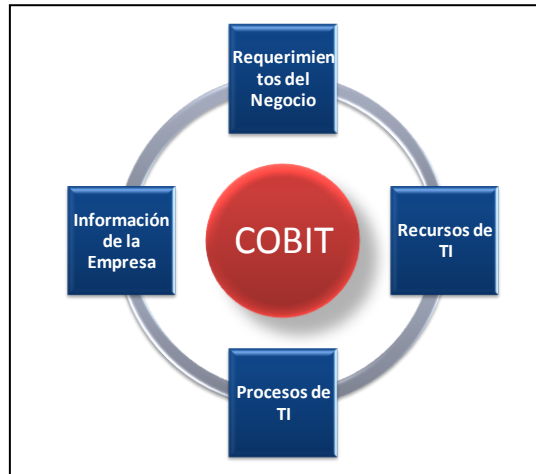 Requerimien
tos del
Negocio
Información
de la
Empresa
COBIT
Recursos de
TI
Procesos de
TI